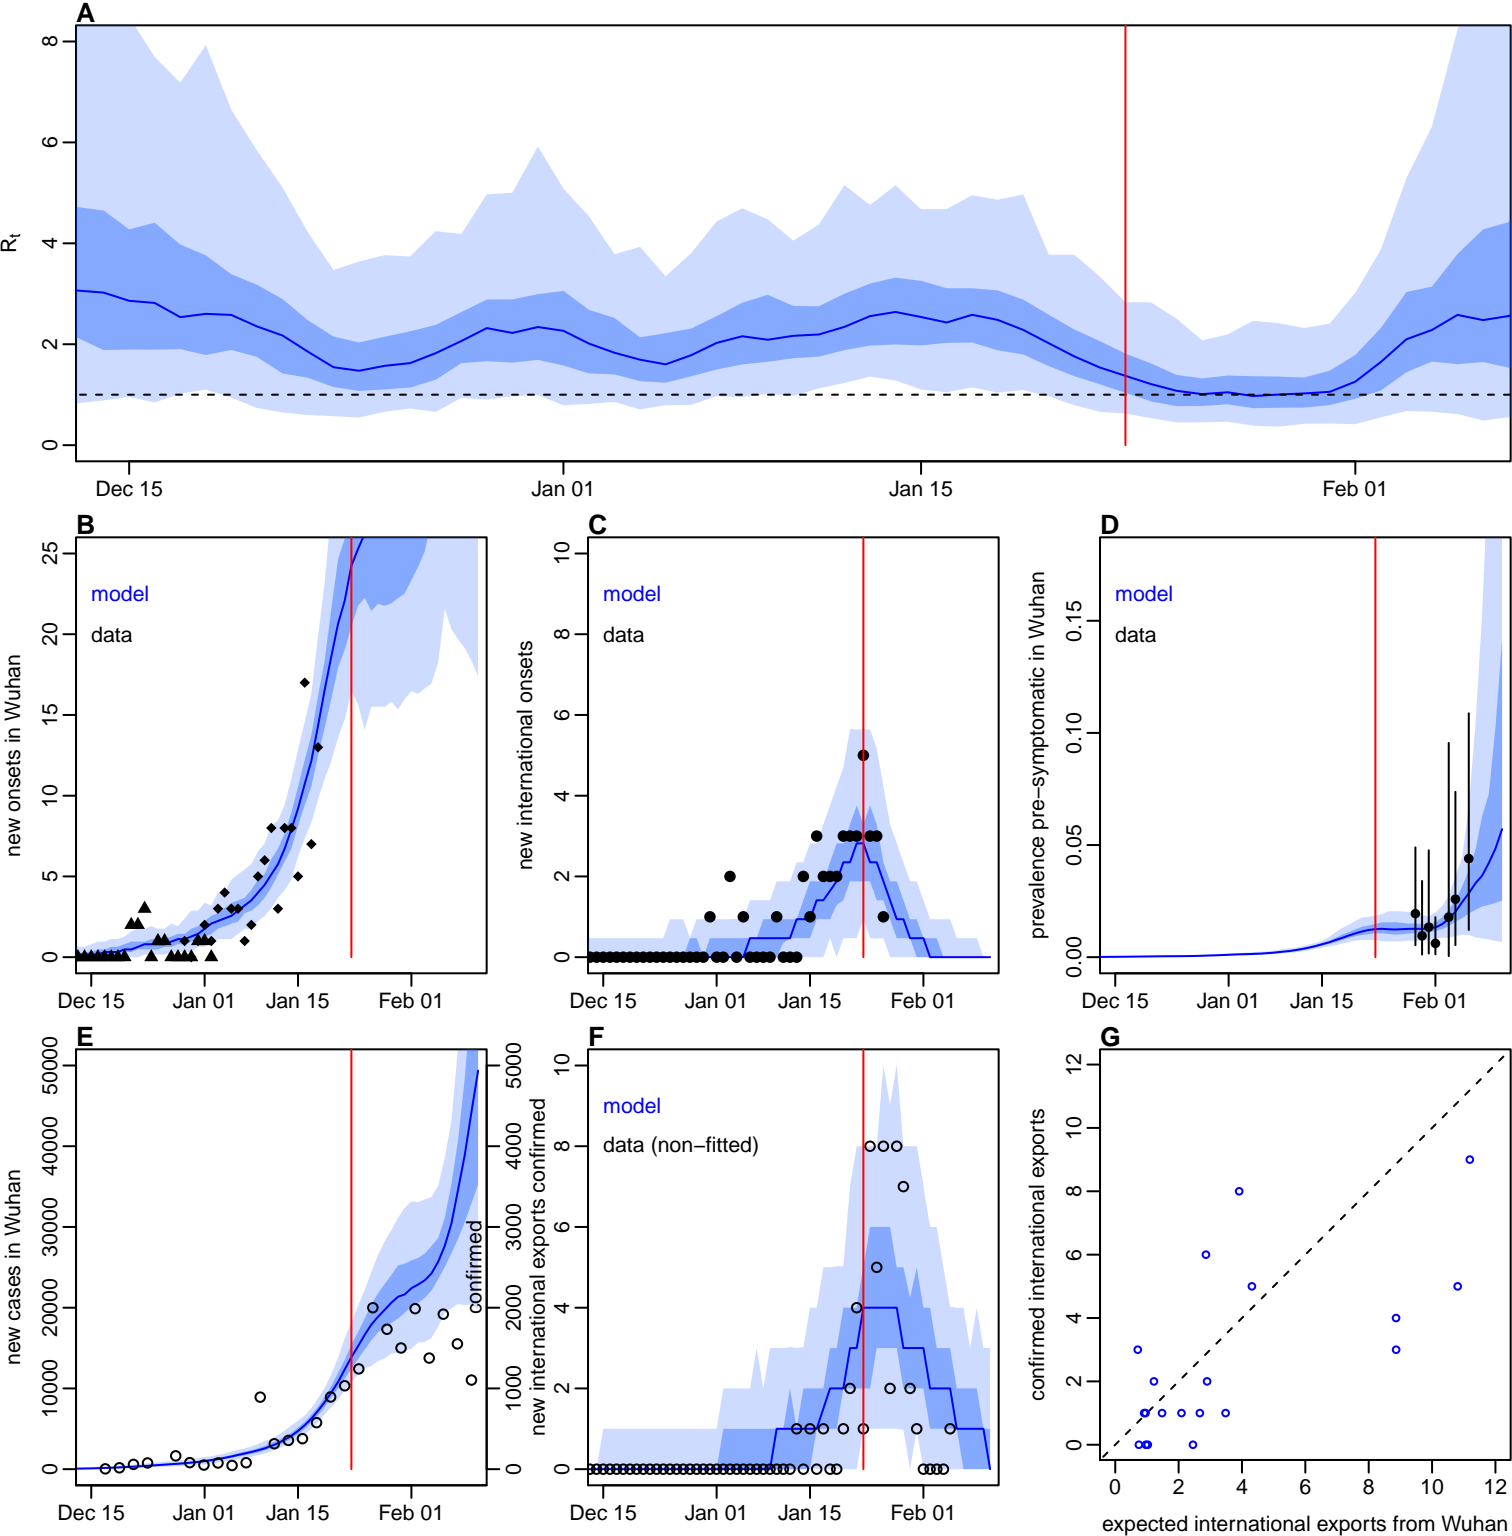 A
R_t
0
2
4
6
8
Dec 15
Jan 01
Jan 15
Feb 01
B
new onsets in Wuhan
0
5
10
15
20
25
model
data
Dec 15
Jan 01
Jan 15
Feb 01
C
new international onsets
0
2
4
6
8
10
model
data
Dec 15
Jan 01
Jan 15
Feb 01
D
prevalence pre−symptomatic in Wuhan
0.00
0.05
0.10
0.15
model
data
Dec 15
Jan 01
Jan 15
Feb 01
E
new cases in Wuhan
0
10000
20000
30000
40000
50000
confirmed
0
1000
2000
3000
4000
5000
Dec 15
Jan 01
Jan 15
Feb 01
F
new international exports confirmed
0
2
4
6
8
10
model
data (non−fitted)
Dec 15
Jan 01
Jan 15
Feb 01
G
confirmed international exports
0
2
4
6
8
10
12
0
2
4
6
8
10
12
expected international exports from Wuhan